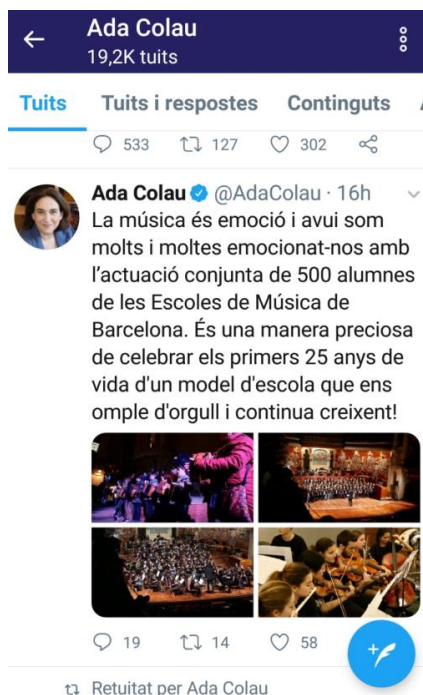 Ada Colau
19,2K tuits
Tuits Tuits i respostes Continguts
533 127 302
Ada Colau @AdaColau · 16h
La música és emoció i avui som
molts i moltes emocionat-nos amb
l'actuació conjunta de 500 alumnes
de les Escoles de Música de
Barcelona. És una manera preciosa
de celebrar els primers 25 anys de
vida d'un model d'escola que ens
omple d'orgull i continua creixent!
19 14 58
Retuitat per Ada Colau